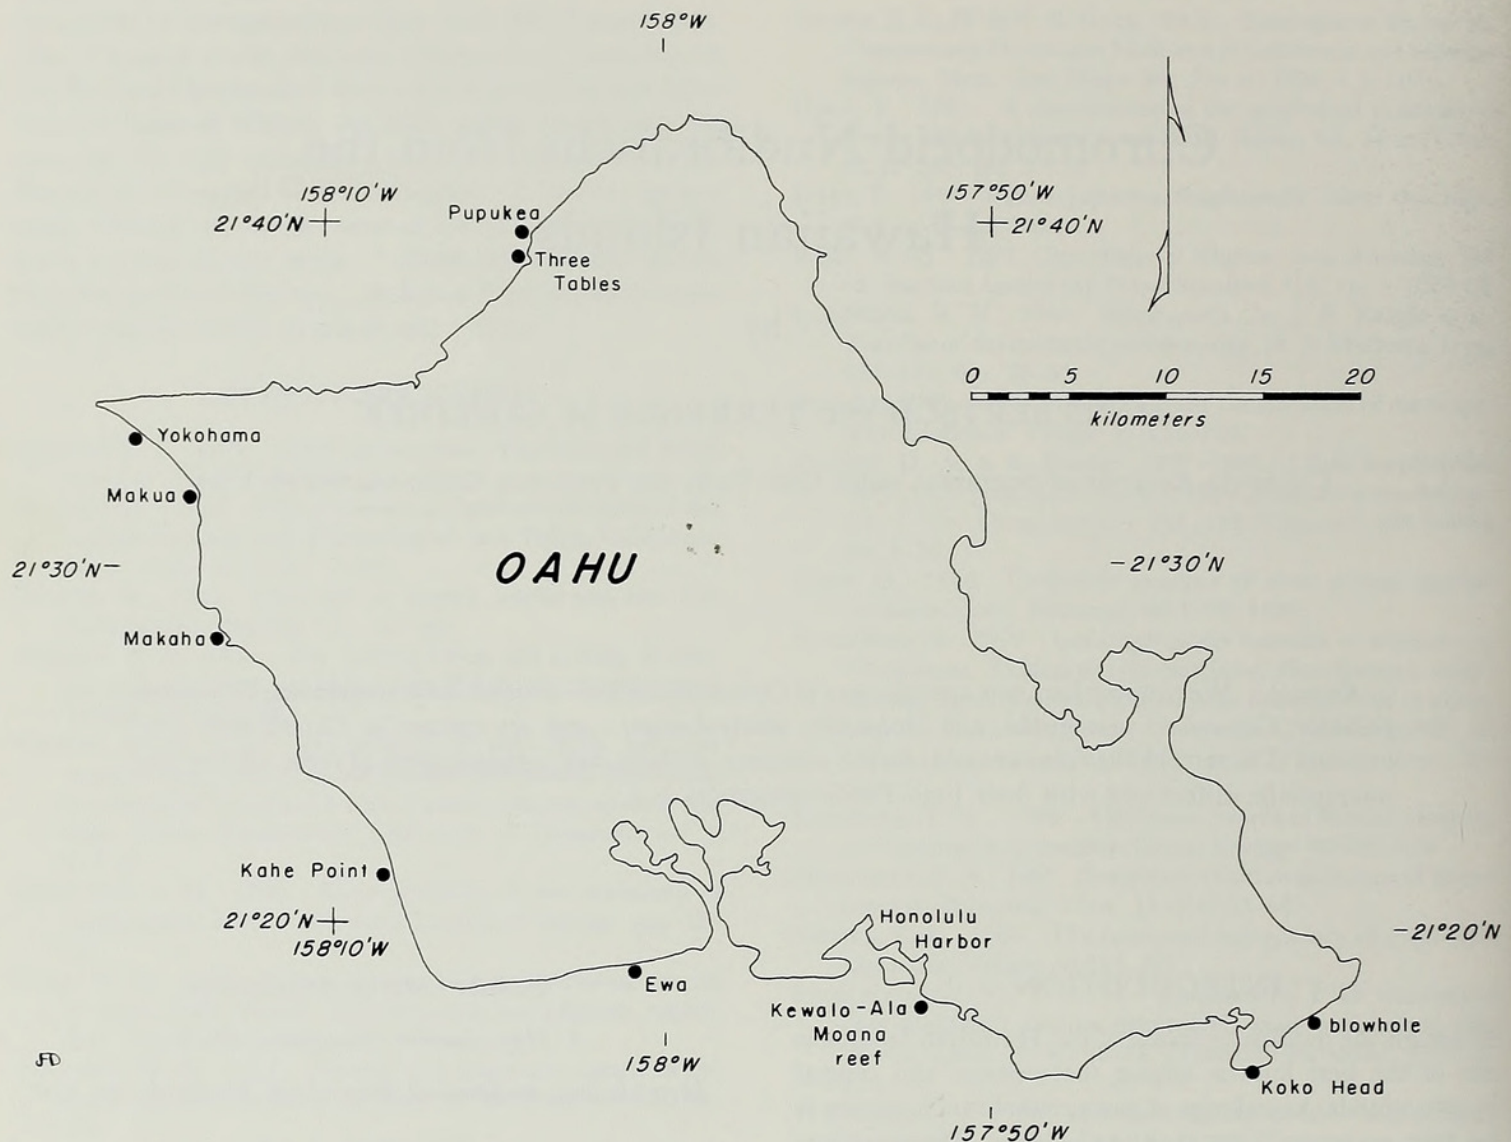 158°W
158°10'W
21°40'N
157°50'W
21°40'N
Pupukea
Three
Tables
0 5 10 15 20
kilometers
Yokohama
Makua
21°30'N
OAHU
21°30'N
Makaha
Kahe Point
21°20'N
158°10'W
Honolulu
Harbor
21°20'N
Ewa
Kewalo-Ala
Moana
reef
blowhole
158°W
Koko Head
157°50'W